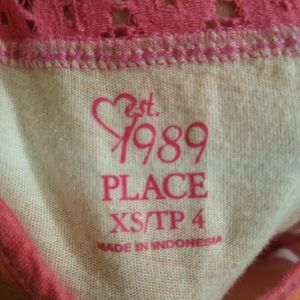 est.
1989
PLACE
XS/TP 4
MADE IN INDONESIA